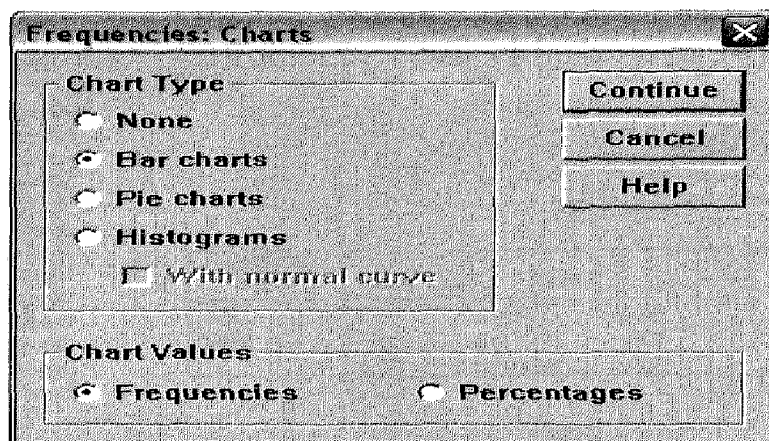 Frequencies: Charts
Chart Type
None
Bar charts
Pie charts
Histograms
With normal curve
Continue
Cancel
Help
Chart Values
Frequencies
Percentages